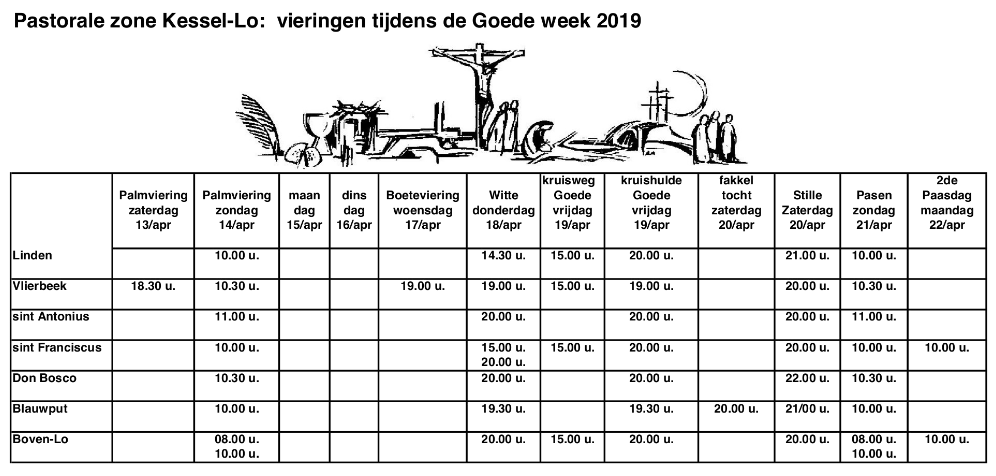 Pastorale zone Kessel-Lo: vieringen tijdens de Goede week 2019
Palmviering zaterdag 13/apr
Palmviering zondag 14/apr
maan dag 15/apr
dins dag 16/apr
Boeteviering woensdag 17/apr
Witte donderdag 18/apr
kruisweg Goede vrijdag 19/apr
kruishulde Goede vrijdag 19/apr
fakkel tocht zaterdag 20/apr
Stille Zaterdag 20/apr
Pasen zondag 21/apr
2de Paasdag maandag 22/apr
Linden 10.00 u. 14.30 u. 15.00 u. 20.00 u. 21.00 u. 10.00 u.
Vlierbeek 18.30 u. 10.30 u. 19.00 u. 19.00 u. 15.00 u. 19.00 u. 20.00 u. 10.30 u.
sint Antonius 11.00 u. 20.00 u. 20.00 u. 20.00 u. 11.00 u.
sint Franciscus 10.00 u. 15.00 u. 15.00 u. 20.00 u. 20.00 u. 10.00 u. 10.00 u.
20.00 u.
Don Bosco 10.30 u. 20.00 u. 20.00 u. 22.00 u. 10.30 u.
Blauwput 10.00 u. 19.30 u. 19.30 u. 20.00 u. 21/00 u. 10.00 u.
Boven-Lo 08.00 u. 20.00 u. 15.00 u. 20.00 u. 20.00 u. 08.00 u. 10.00 u.
10.00 u. 10.00 u.